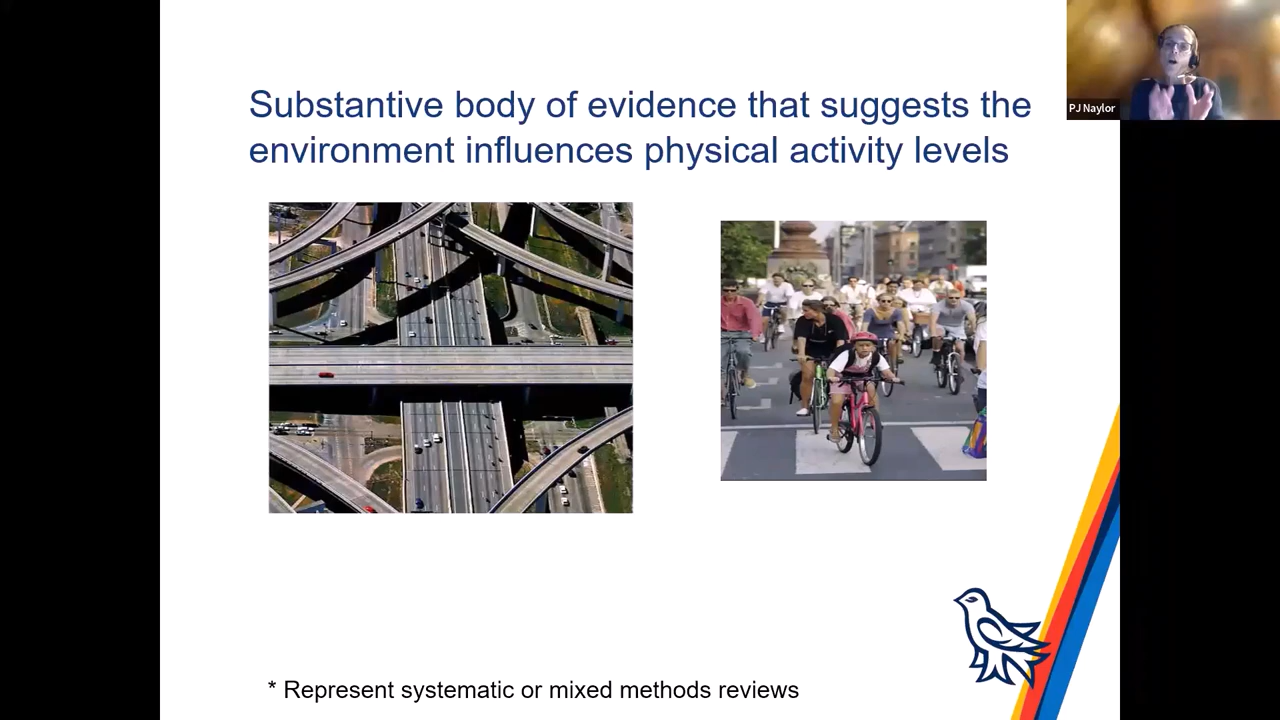 Substantive body of evidence that suggests the
environment influences physical activity levels
PJ Naylor
* Represent systematic or mixed methods reviews